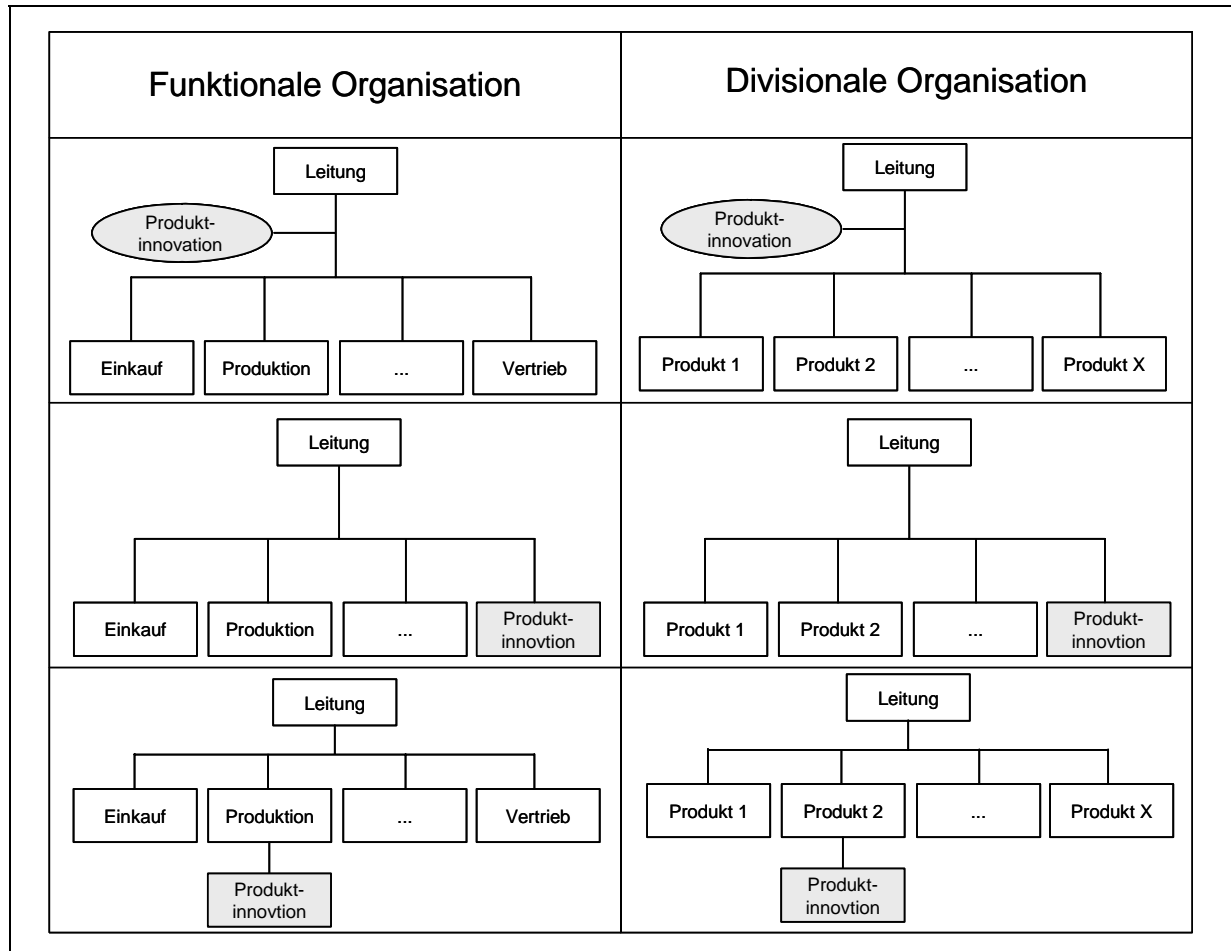 Funktionale Organisation
Divisionale Organisation
Leitung
Produkt-
innovation
Einkauf
Produktion
...
Vertrieb
Leitung
Produkt-
innovation
Produkt 1
Produkt 2
...
Produkt X
Leitung
Einkauf
Produktion
...
Produkt-
innovtion
Leitung
Produkt 1
Produkt 2
...
Produkt-
innovtion
Leitung
Einkauf
Produktion
...
Vertrieb
Produkt-
innovtion
Leitung
Produkt 1
Produkt 2
...
Produkt X
Produkt-
innovtion